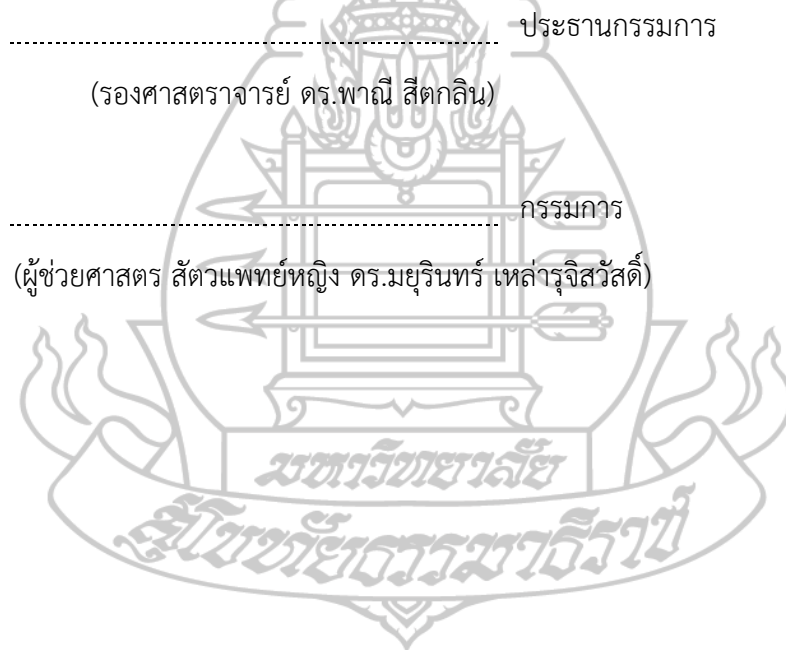 ประธานกรรมการ
(รองศาสตราจารย์ ดร.พาณี สีตกลิน)
กรรมการ
(ผู้ช่วยศาสตร สัตวแพทย์หญิง ดร.มยุรินทร์ เหล่ารุจิสวัสดิ์)
มหาวิทยาลัย
สุโขทัยธรรมาธิราช